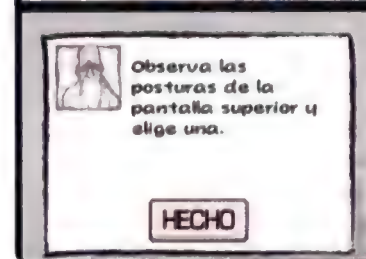 Observa las
posturas de la
pantalla superior y
elige una.
HECHO